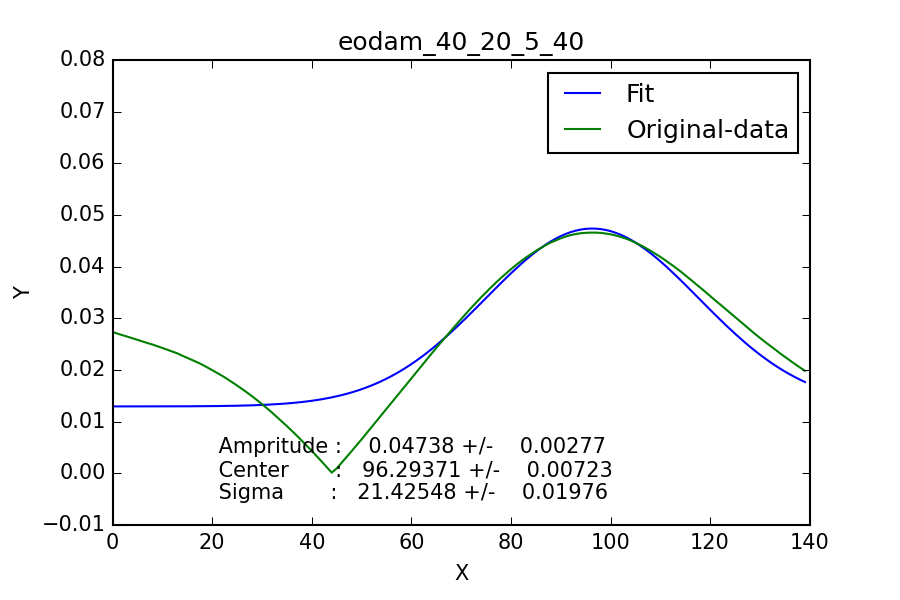 eodam_40_20_5_40
0.08
0.07
0.06
0.05
0.04
0.03
0.02
0.01
0.00
−0.01
Y
Fit
Original-data
Ampritude : 0.04738 +/- 0.00277
Center : 96.29371 +/- 0.00723
Sigma : 21.42548 +/- 0.01976
0 20 40 60 80 100 120 140
X